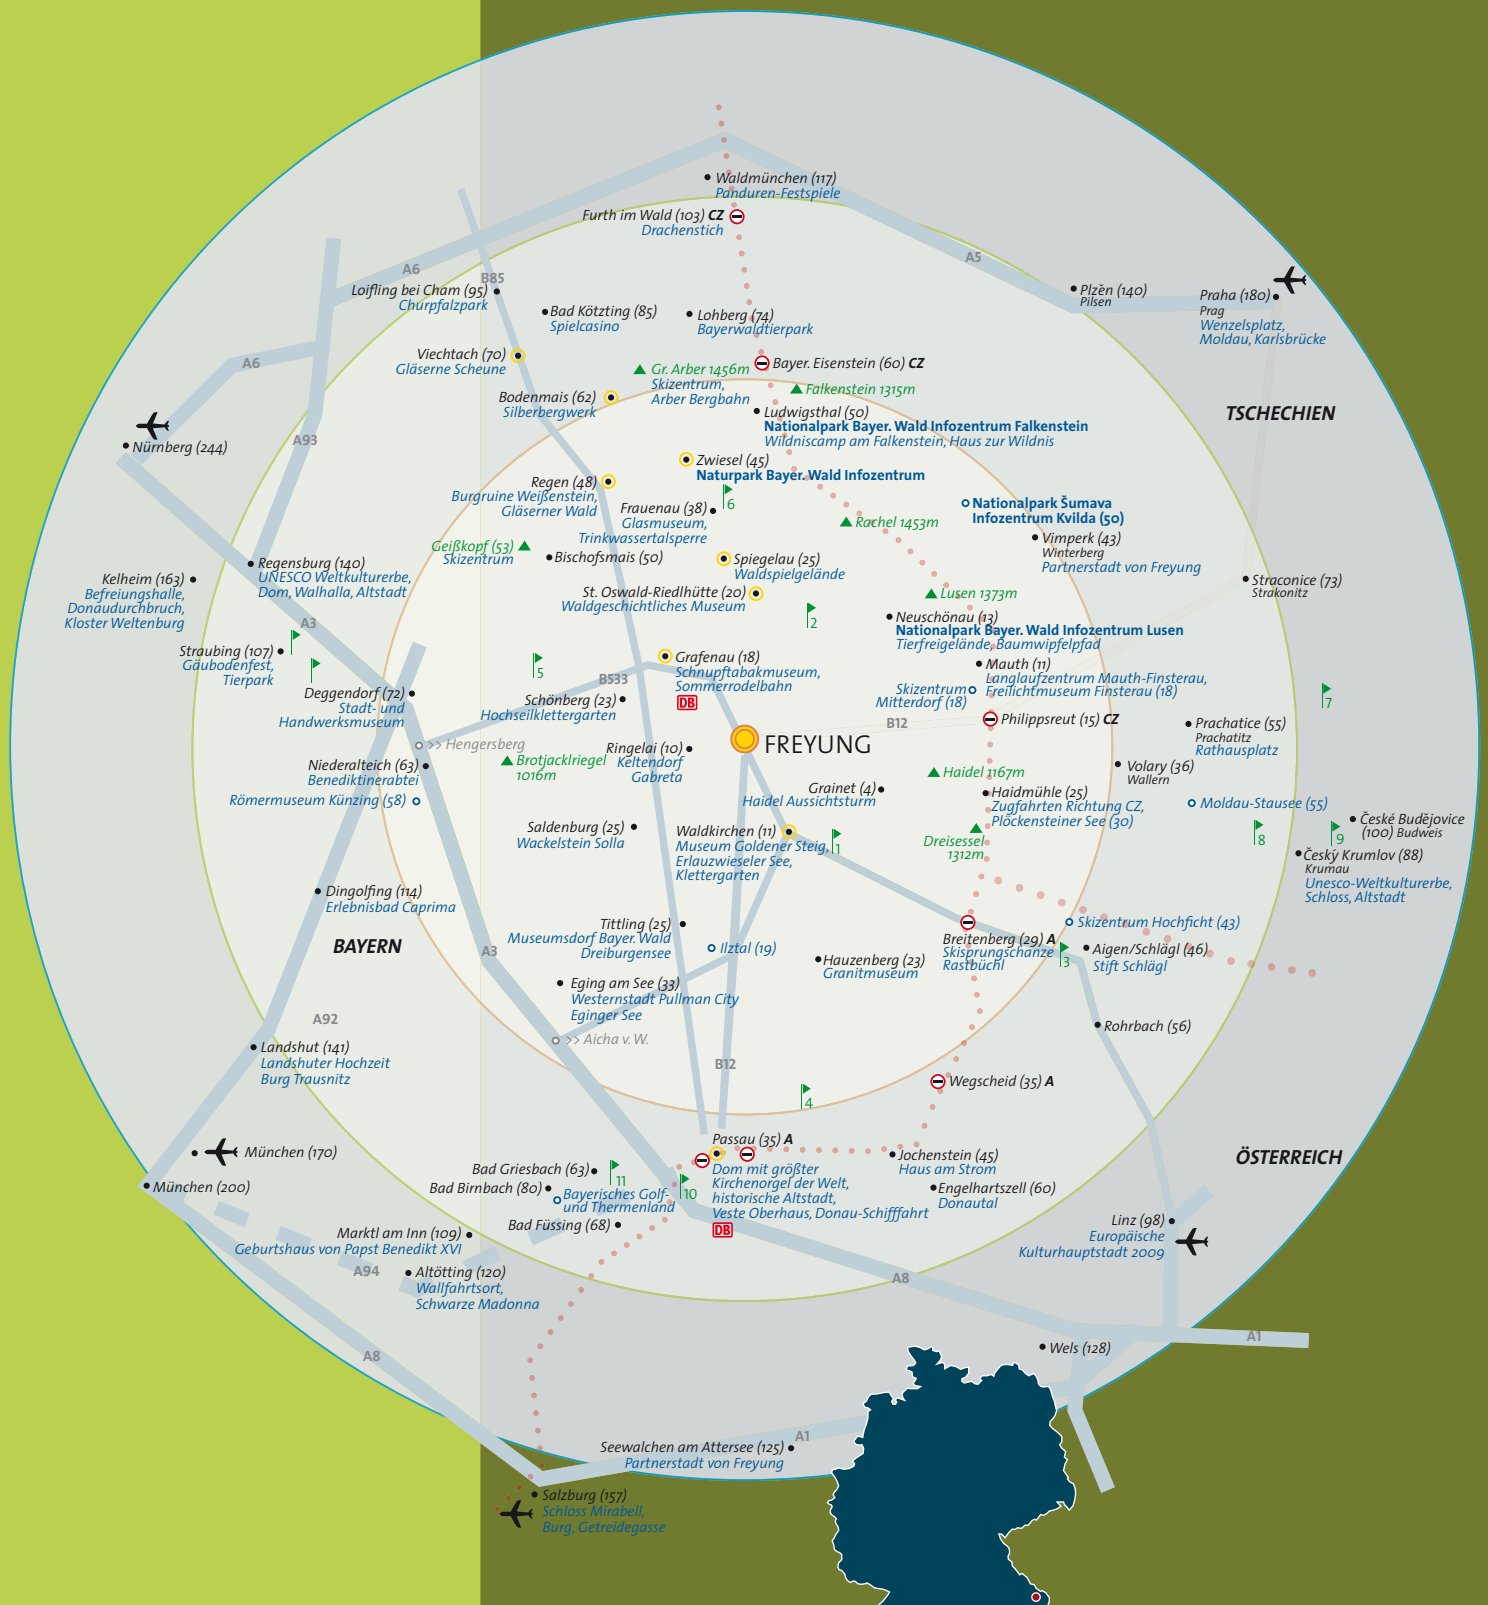 Waldmünchen (117)
Panduren-Festspiele
Furth im Wald (103) CZ
Drachenstich
A6
B85
A5
Loifling bei Cham (95)
Churpfalzpark
Bad Kötzting (85)
Spielcasino
Lohberg (74)
Bayerwaldtierpark
Plzěn (140)
Pilsen
Praha (180)
Prag
Wenzelsplatz,
Moldau, Karlsbrücke
A6
Viechtach (70)
Gläserne Scheune
Gr. Arber 1456m
Skizentrum,
Arber Bergbahn
Bayer. Eisenstein (60) CZ
Falkenstein 1315m
Bodenmais (62)
Silberbergwerk
Ludwigsthal (50)
Nationalpark Bayer. Wald Infozentrum Falkenstein
Wildniscamp am Falkenstein, Haus zur Wildnis
TSCHECHIEN
Nürnberg (244)
A93
Zwiesel (45)
Naturpark Bayer. Wald Infozentrum
Regen (48)
Burgruine Weißenstein,
Gläserner Wald
6
Frauenau (38)
Glasmuseum,
Trinkwassertalsperre
Nationalpark Šumava
Infozentrum Kvilda (50)
Rachel 1453m
Vimperk (43)
Winterberg
Partnerstadt von Freyung
Geißkopf (53)
Skizentrum
Bischofsmais (50)
Spiegelau (25)
Waldspielgelände
Regensburg (140)
UNESCO Weltkulturerbe,
Dom, Walhalla, Altstadt
Kelheim (163)
Befreiungshalle,
Donaudurchbruch,
Kloster Weltenburg
Straconice (73)
Strakonitz
St. Oswald-Riedlhütte (20)
Waldgeschichtliches Museum
Lusen 1373m
2
Neuschönau (13)
Nationalpark Bayer. Wald Infozentrum Lusen
Tierfreigelände, Baumwipfelpfad
A3
Straubing (107)
Gäubodenfest,
Tierpark
5
Grafenau (18)
Schnupftabakmuseum,
Sommerrodelbahn
DB
B533
Mauth (11)
Langlaufzentrum Mauth-Finsterau,
Freilichtmuseum Finsterau (18)
Skizentrum
Mitterdorf (18)
Deggendorf (72)
Stadt- und
Handwerksmuseum
Schönberg (23)
Hochseilklettergarten
7
B12
Philippsreut (15) CZ
Prachatice (55)
Prachatitz
Rathausplatz
>> Hengersberg
FREYUNG
Ringelai (10)
Keltendorf
Gabreta
Niederalteich (63)
Benediktinerabtei
Brotjacklriegel
1016m
Haidel 1167m
Volary (36)
Wallern
Römermuseum Künzing (58)
Grainet (4)
Haidel Aussichtsturm
Haidmühle (25)
Zugfahrten Richtung CZ,
Plöckensteiner See (30)
Moldau-Stausee (55)
České Budějovice
(100) Budweis
8
9
Saldenburg (25)
Wackelstein Solla
Waldkirchen (11)
Museum Goldener Steig,
Erlauzwieseler See,
Klettergarten
1
Dreisessel
1312m
Český Krumlov (88)
Krumau
Unesco-Weltkulturerbe,
Schloss, Altstadt
Dingolfing (114)
Erlebnisbad Caprima
BAYERN
A3
Tittling (25)
Museumsdorf Bayer. Wald
Dreiburgensee
Ilztal (19)
Skizentrum Hochficht (43)
Breitenberg (29) A
Skisprungschanze
Rastbüchl
3
Aigen/Schlägl (46)
Stift Schlägl
Hauzenberg (23)
Granitmuseum
Eging am See (33)
Westernstadt Pullman City
Eginger See
A92
Rohrbach (56)
>> Aicha v. W.
Landshut (141)
Landshuter Hochzeit
Burg Trausnitz
B12
Wegscheid (35) A
4
Passau (35) A
Dom mit größter
Kirchenorgel der Welt,
historische Altstadt,
Veste Oberhaus, Donau-Schifffahrt
DB
München (170)
Jochenstein (45)
Haus am Strom
ÖSTERREICH
Bad Griesbach (63)
11
10
München (200)
Bad Birnbach (80)
Bayerisches Golf-
und Thermenland
Engelhartszell (60)
Donautal
Bad Füssing (68)
Marktl am Inn (109)
Geburtshaus von Papst Benedikt XVI
Linz (98)
Europäische
Kulturhauptstadt 2009
A94
Altötting (120)
Wallfahrtsort,
Schwarze Madonna
A8
A1
Wels (128)
A8
A1
Seewalchen am Attersee (125)
Partnerstadt von Freyung
Salzburg (157)
Schloss Mirabell,
Burg, Getreidegasse